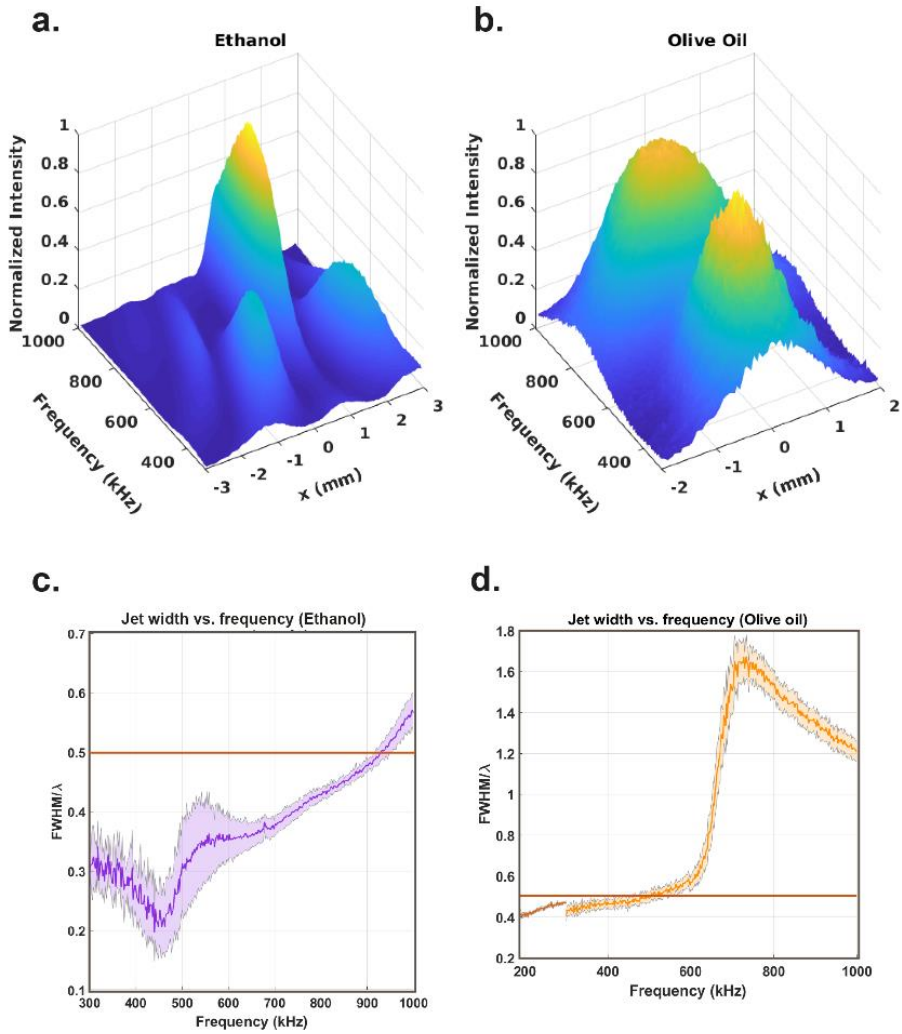 a.
Ethanol
Normalized Intensity
1
0.8
0.6
0.4
0.2
0
1000
800
600
400
Frequency (kHz)
-3
-2
-1
0
1
2
3
x (mm)
b.
Olive Oil
Normalized Intensity
1
0.8
0.6
0.4
0.2
0
1000
800
600
400
Frequency (kHz)
-2
-1
0
1
2
x (mm)
c.
Jet width vs. frequency (Ethanol)
FWHM/λ
0.7
0.6
0.5
0.4
0.3
0.2
0.1
300 400 500 600 700 800 900 1000
Frequency (kHz)
d.
Jet width vs. frequency (Olive oil)
FWHM/λ
1.8
1.6
1.4
1.2
1
0.8
0.6
0.4
0.2
200 400 600 800 1000
Frequency (kHz)